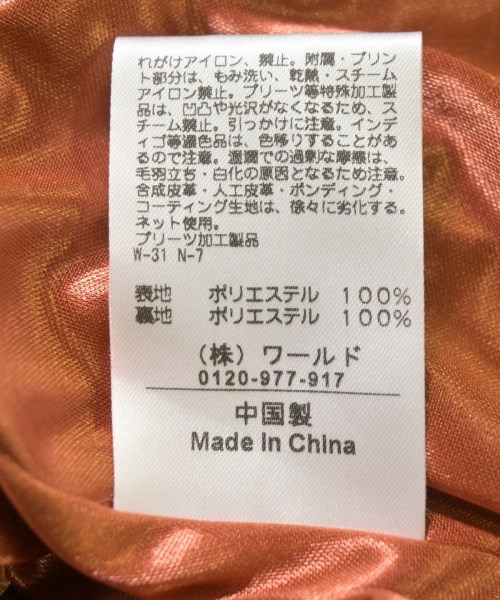 れがけアイロン、禁止。附属・プリン
ト部分は、もみ洗い、乾熱・スチーム
アイロン禁止。プリーツ等特殊加工製
品は、凹凸や光沢がなくなるため、ス
チーム禁止。引っかけに注意。インデ
ィゴ等濃色品は、色移りすることがあ
るので注意。湿潤での過剰な摩擦は、
毛羽立ち・白化の原因となるため注意。
合成皮革・人工皮革・ボンディング・
コーティング生地は、徐々に劣化する。
ネット使用。
プリーツ加工製品
W-31 N-7
表地 ポリエステル 100%
裏地 ポリエステル 100%
(株)ワールド
0120-977-917
中国製
Made in China